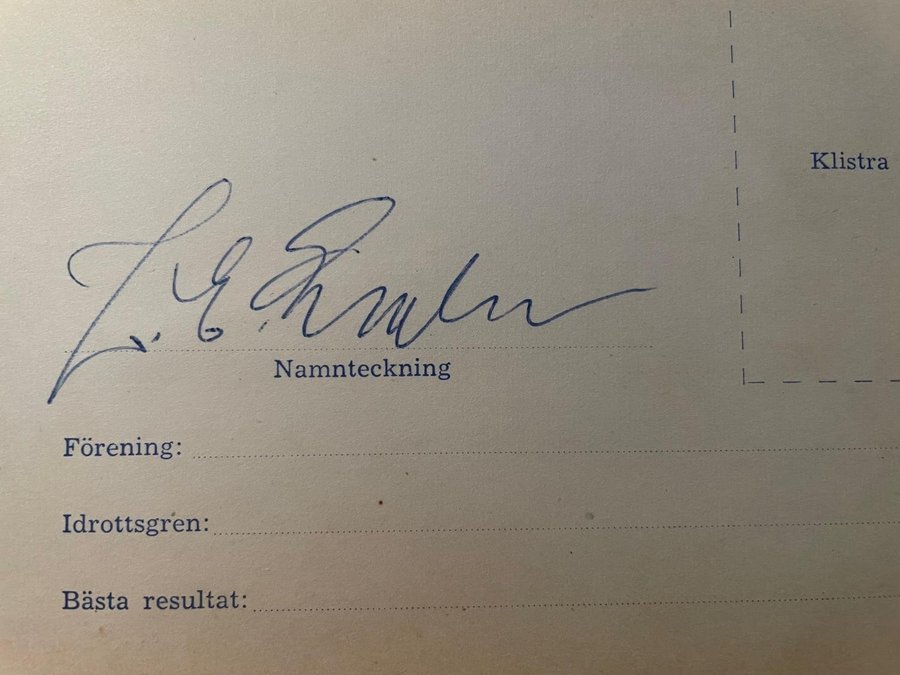 Klistra
Namnteckning
Förening:
Idrottsgren:
Bästa resultat: